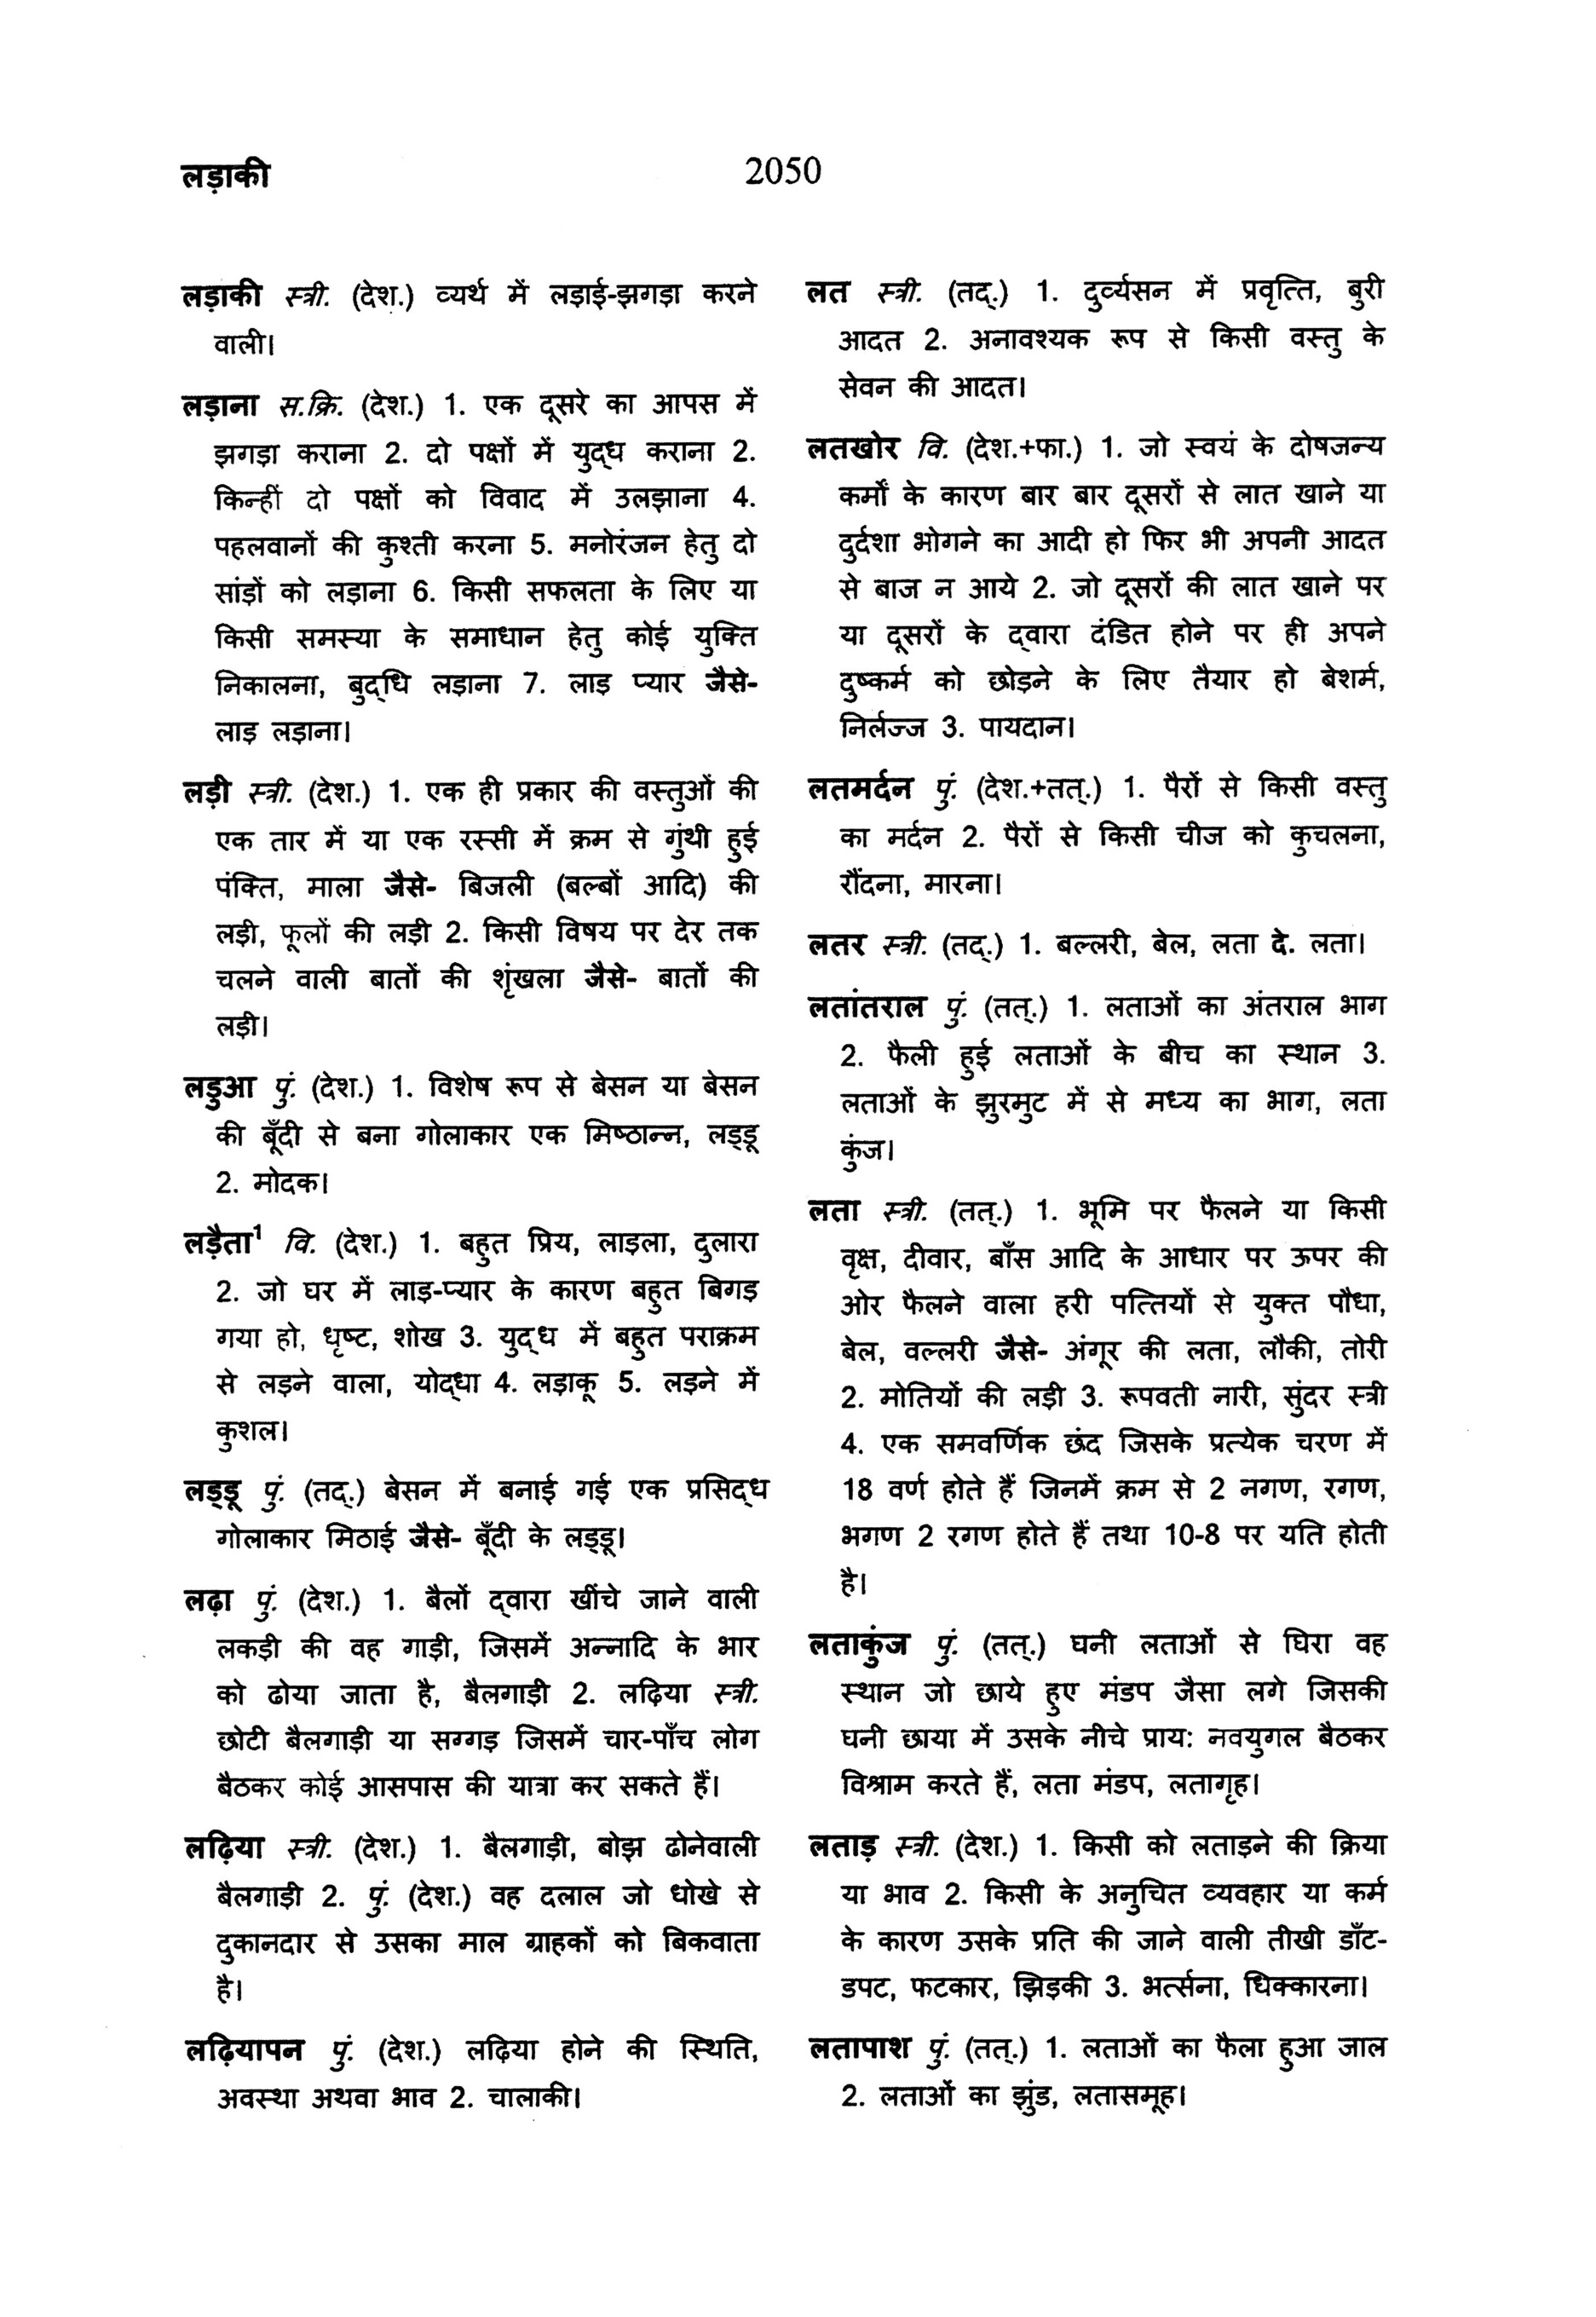 लड़ाकी
2050
लड़ाकी स्त्री. (देश.) व्यर्थ में लड़ाई-झगड़ा करने
वाली।
लड़ाना स.क्रि. (देश.) 1. एक दूसरे का आपस में
झगड़ा कराना 2. दो पक्षों में युद्ध कराना 2.
किन्हीं दो पक्षों को विवाद में उलझाना 4.
पहलवानों की कुश्ती करना 5. मनोरंजन हेतु दो
सांड़ों को लड़ाना 6. किसी सफलता के लिए या
किसी समस्या के समाधान हेतु कोई युक्ति
निकालना, बुद्धि लड़ाना 7. लाड़ प्यार जैसे-
लाड़ लड़ाना।
लड़ी स्त्री. (देश.) 1. एक ही प्रकार की वस्तुओं की
एक तार में या एक रस्सी में क्रम से गुंथी हुई
पंक्ति, माला जैसे- बिजली (बल्बों आदि) की
लड़ी, फूलों की लड़ी 2. किसी विषय पर देर तक
चलने वाली बातों की शृंखला जैसे- बातों की
लड़ी।
लड़ुआ पुं. (देश.) 1. विशेष रूप से बेसन या बेसन
की बूँदी से बना गोलाकार एक मिष्ठान्न, लड्डू
2. मोदक।
लड़ैता¹ वि. (देश.) 1. बहुत प्रिय, लाड़ला, दुलारा
2. जो घर में लाड़-प्यार के कारण बहुत बिगड़
गया हो, धृष्ट, शोख 3. युद्ध में बहुत पराक्रम
से लड़ने वाला, योद्धा 4. लड़ाकू 5. लड़ने में
कुशल।
लड्डू पुं. (तद्.) बेसन में बनाई गई एक प्रसिद्ध
गोलाकार मिठाई जैसे- बूँदी के लड्डू।
लढ़ा पुं. (देश.) 1. बैलों द्वारा खींचे जाने वाली
लकड़ी की वह गाड़ी, जिसमें अन्नादि के भार
को ढोया जाता है, बैलगाड़ी 2. लढ़िया स्त्री.
छोटी बैलगाड़ी या सग्गड़ जिसमें चार-पाँच लोग
बैठकर कोई आसपास की यात्रा कर सकते हैं।
लढ़िया स्त्री. (देश.) 1. बैलगाड़ी, बोझ ढोनेवाली
बैलगाड़ी 2. पुं. (देश.) वह दलाल जो धोखे से
दुकानदार से उसका माल ग्राहकों को बिकवाता
है।
लढ़ियापन पुं. (देश.) लढ़िया होने की स्थिति,
अवस्था अथवा भाव 2. चालाकी।
लत स्त्री. (तद्.) 1. दुर्व्यसन में प्रवृत्ति, बुरी
आदत 2. अनावश्यक रूप से किसी वस्तु के
सेवन की आदत।
लतखोर वि. (देश.+फा.) 1. जो स्वयं के दोषजन्य
कर्मों के कारण बार बार दूसरों से लात खाने या
दुर्दशा भोगने का आदी हो फिर भी अपनी आदत
से बाज न आये 2. जो दूसरों की लात खाने पर
या दूसरों के द्वारा दंडित होने पर ही अपने
दुष्कर्म को छोड़ने के लिए तैयार हो बेशर्म,
निर्लज्ज 3. पायदान।
लतमर्दन पुं. (देश.+तत्.) 1. पैरों से किसी वस्तु
का मर्दन 2. पैरों से किसी चीज को कुचलना,
रौंदना, मारना।
लतर स्त्री. (तद्.) 1. बल्लरी, बेल, लता दे. लता।
लतांतराल पुं. (तत्.) 1. लताओं का अंतराल भाग
2. फैली हुई लताओं के बीच का स्थान 3.
लताओं के झुरमुट में से मध्य का भाग, लता
कुंज।
लता स्त्री. (तत्.) 1. भूमि पर फैलने या किसी
वृक्ष, दीवार, बाँस आदि के आधार पर ऊपर की
ओर फैलने वाला हरी पत्तियों से युक्त पौधा,
बेल, वल्लरी जैसे- अंगूर की लता, लौकी, तोरी
2. मोतियों की लड़ी 3. रूपवती नारी, सुंदर स्त्री
4. एक समवर्णिक छंद जिसके प्रत्येक चरण में
18 वर्ण होते हैं जिनमें क्रम से 2 नगण, रगण,
भगण 2 रगण होते हैं तथा 10-8 पर यति होती
है।
लताकुंज पुं. (तत्.) घनी लताओं से घिरा वह
स्थान जो छाये हुए मंडप जैसा लगे जिसकी
घनी छाया में उसके नीचे प्राय: नवयुगल बैठकर
विश्राम करते हैं, लता मंडप, लतागृह।
लताड़ स्त्री. (देश.) 1. किसी को लताड़ने की क्रिया
या भाव 2. किसी के अनुचित व्यवहार या कर्म
के कारण उसके प्रति की जाने वाली तीखी डाँट-
डपट, फटकार, झिड़की 3. भर्त्सना, धिक्कारना।
लतापाश पुं. (तत्.) 1. लताओं का फैला हुआ जाल
2. लताओं का झुंड, लतासमूह।